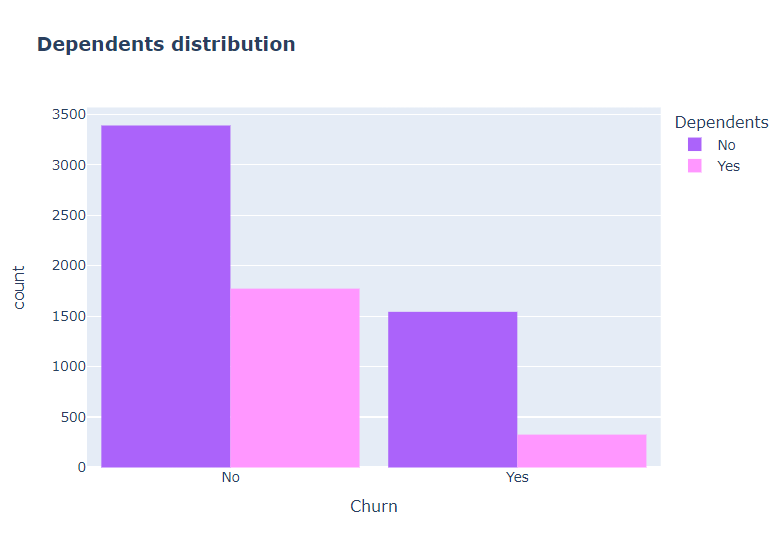 Dependents distribution
3500
3000
2500
2000
1500
1000
500
0
count
No
Yes
Churn
Dependents
No
Yes